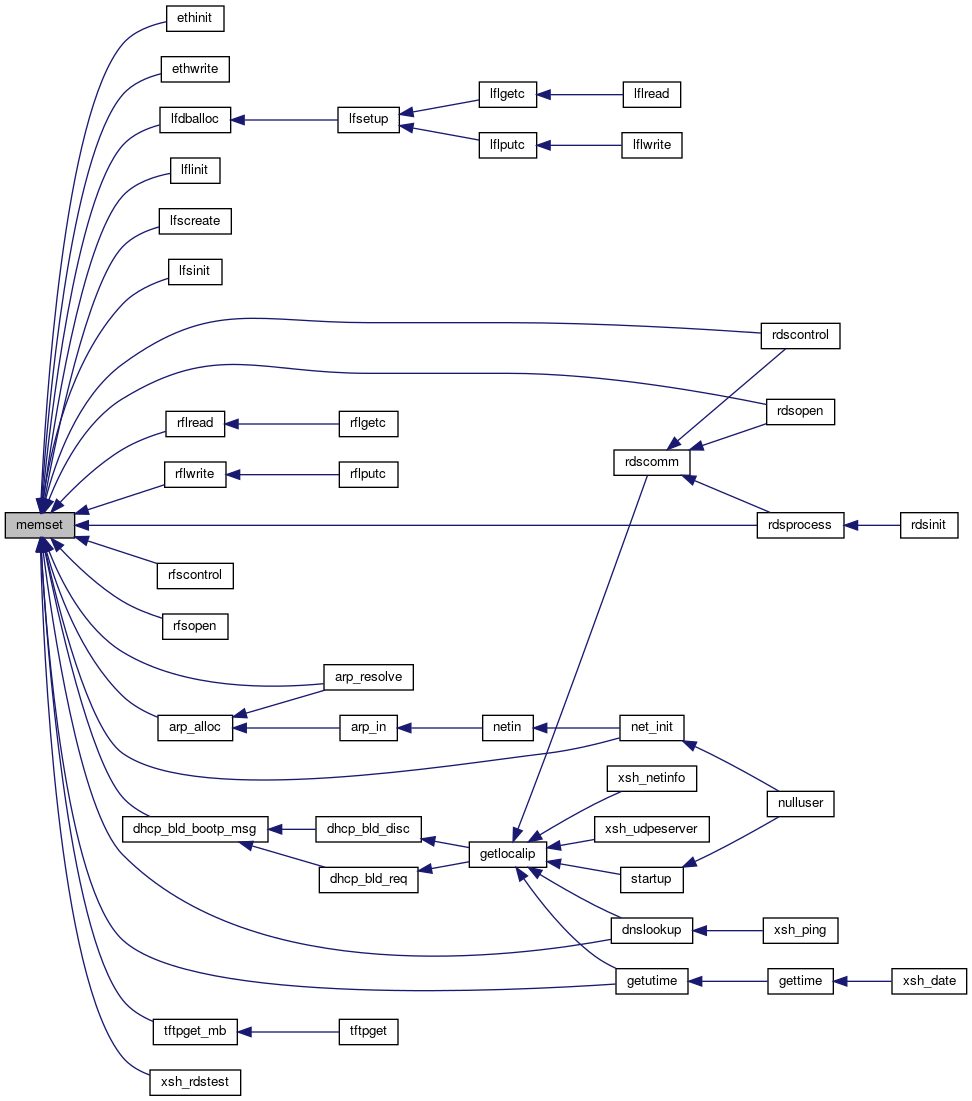 ethinit
ethwrite
lflgetc
lflread
lfdballoc
lfsetup
lflputc
lflwrite
lflinit
lfscreate
lfsinit
rdscontrol
rdsopen
rflread
rflgetc
rdscomm
rflwrite
rflputc
memset
rdsprocess
rdsinit
rfscontrol
rfsopen
arp_resolve
arp_alloc
arp_in
netin
net_init
xsh_netinfo
nulluser
dhcp_bld_bootp_msg
dhcp_bld_disc
xsh_udpeserver
getlocalip
dhcp_bld_req
startup
dnslookup
xsh_ping
getutime
gettime
xsh_date
tftpget_mb
tftpget
xsh_rdstest